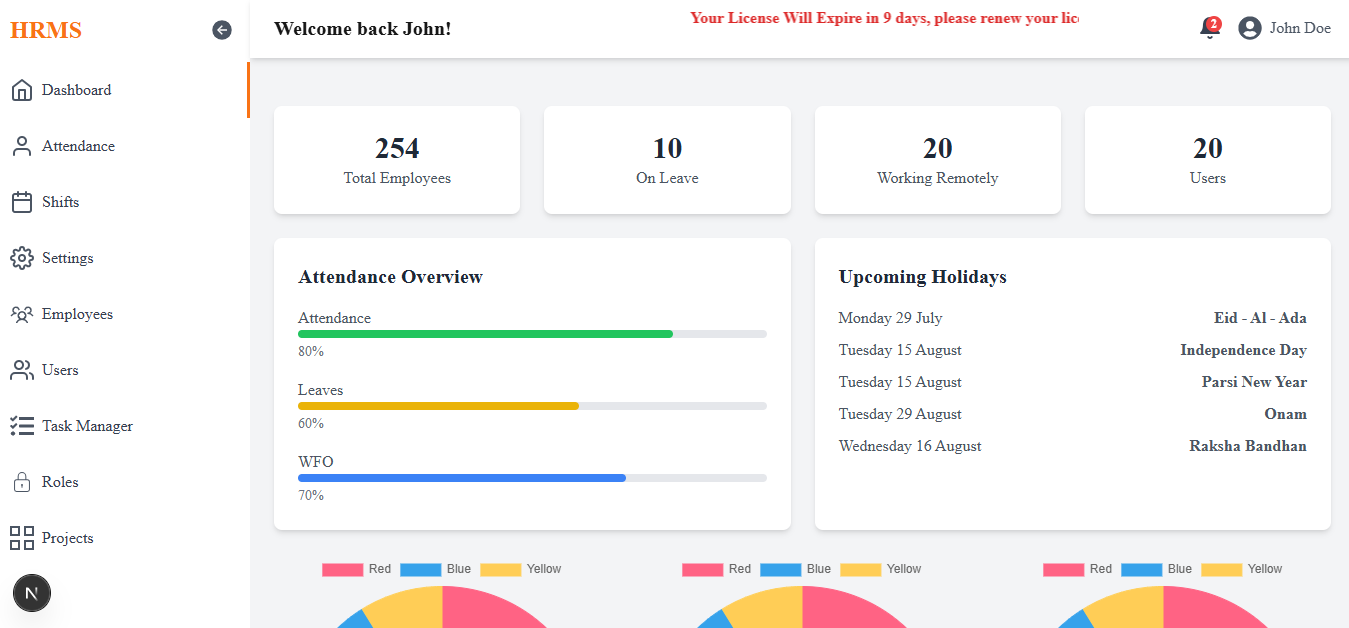 HRMS
Welcome back John!
Your License Will Expire in 9 days, please renew your
2
John Doe
Dashboard
Attendance
Shifts
Settings
Employees
Users
Task Manager
Roles
Projects
N
254
Total Employees
10
On Leave
20
Working Remotely
20
Users
Attendance Overview
Attendance
80%
Leaves
60%
WFO
70%
Upcoming Holidays
Monday 29 July Eid - Al - Ada
Tuesday 15 August Independence Day
Tuesday 15 August Parsi New Year
Tuesday 29 August Onam
Wednesday 16 August Raksha Bandhan
Red Blue Yellow
Red Blue Yellow
Red Blue Yellow